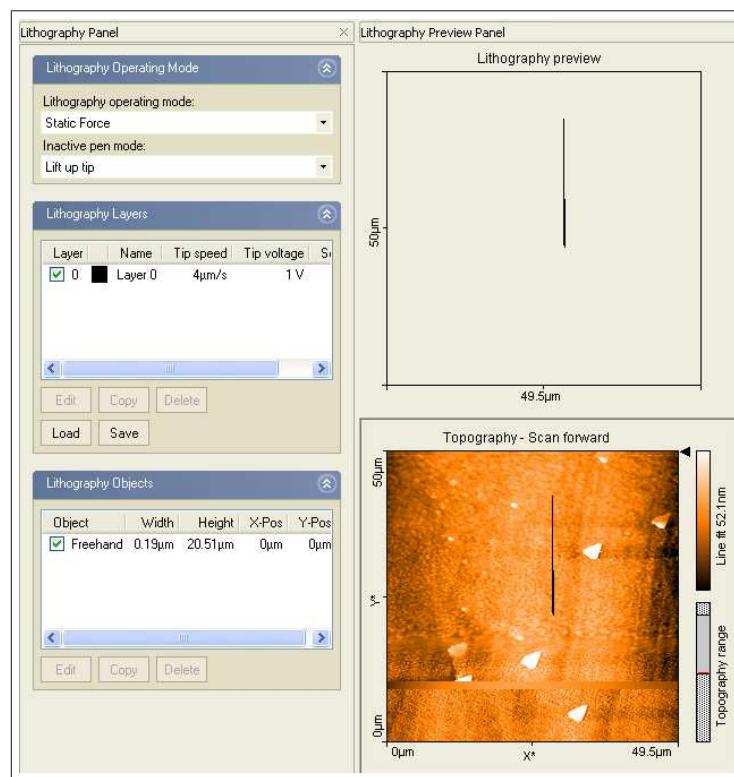 Lithography Panel
Lithography Operating Mode
Lithography operating mode:
Static Force
Inactive pen mode:
Lift up tip
Lithography Layers
Layer Name Tip speed Tip voltage
0 Layer 0 4µm/s 1 V
Edit Copy Delete
Load Save
Lithography Objects
Object Width Height X-Pos Y-Pos
Freehand 0.19µm 20.51µm 0µm 0µm
Edit Copy Delete
Lithography Preview Panel
Lithography preview
50µm
49.5µm
Topography - Scan forward
50µm
Y*
0µm
0µm
X*
49.5µm
Line fit 52.1nm
Topography range